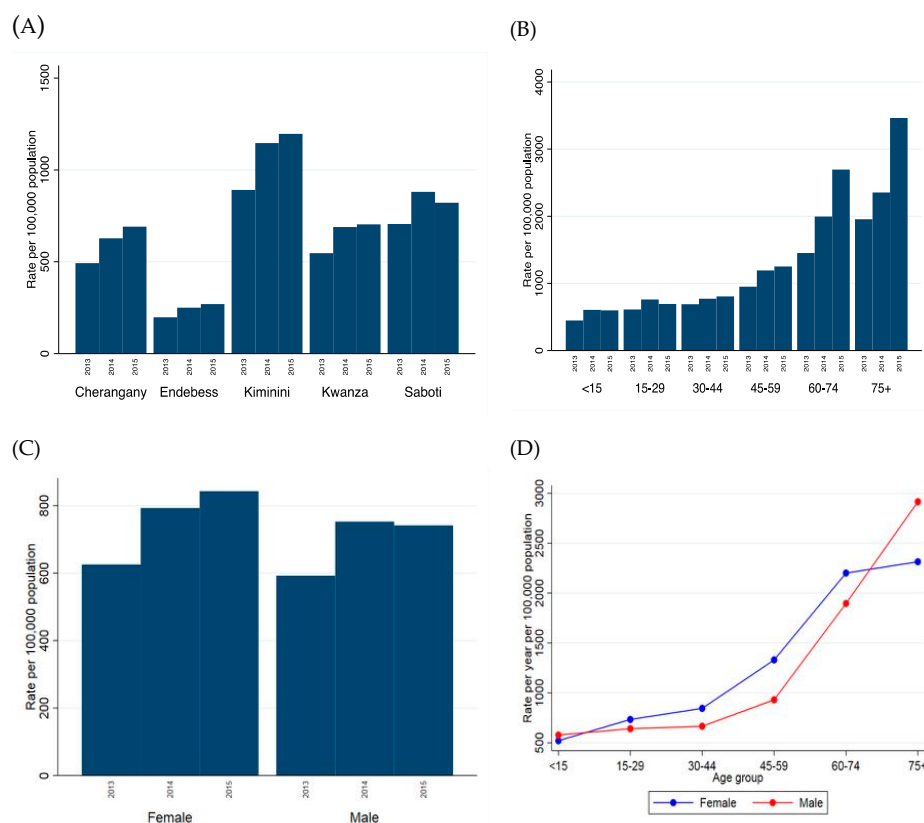 (A)
Rate per 100,000 population
1500
1000
500
0
2013 2014 2015 2013 2014 2015 2013 2014 2015 2013 2014 2015 2013 2014 2015
Cherangany Endebess Kiminini Kwanza Saboti
(B)
Rate per 100,000 population
4000
3000
2000
1000
0
2013 2014 2015 2013 2014 2015 2013 2014 2015 2013 2014 2015 2013 2014 2015 2013 2014 2015
<15 15-29 30-44 45-59 60-74 75+
(C)
Rate per 100,000 population
800
600
400
200
0
2013 2014 2015 2013 2014 2015
Female Male
(D)
Rate per year per 100,000 population
3000
2500
2000
1500
1000
500
<15 15-29 30-44 45-59 60-74 75+
Age group
Female Male